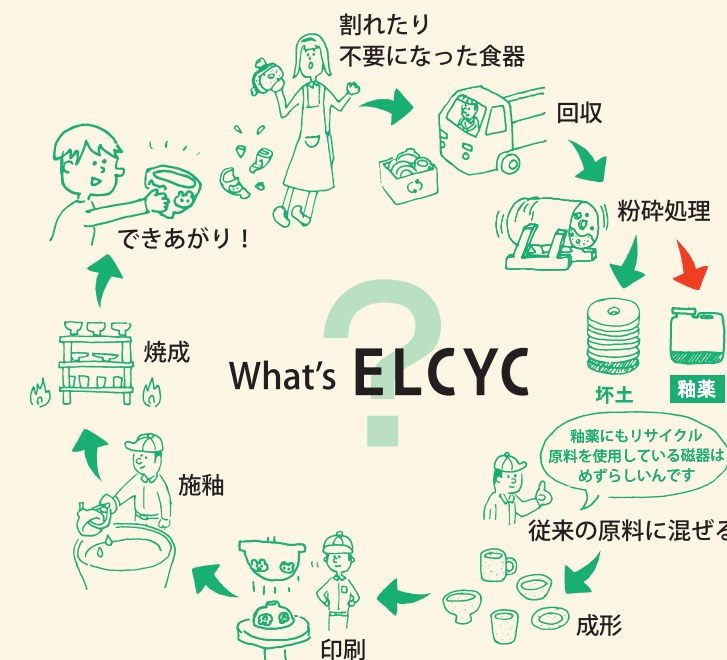 割れたり
不要になった食器
回収
粉砕処理
坏土
釉薬
釉薬にもリサイクル
原料を使用している磁器は
めずらしいんです
従来の原料に混ぜる
成形
印刷
施釉
焼成
できあがり！
What's ELCYC
?